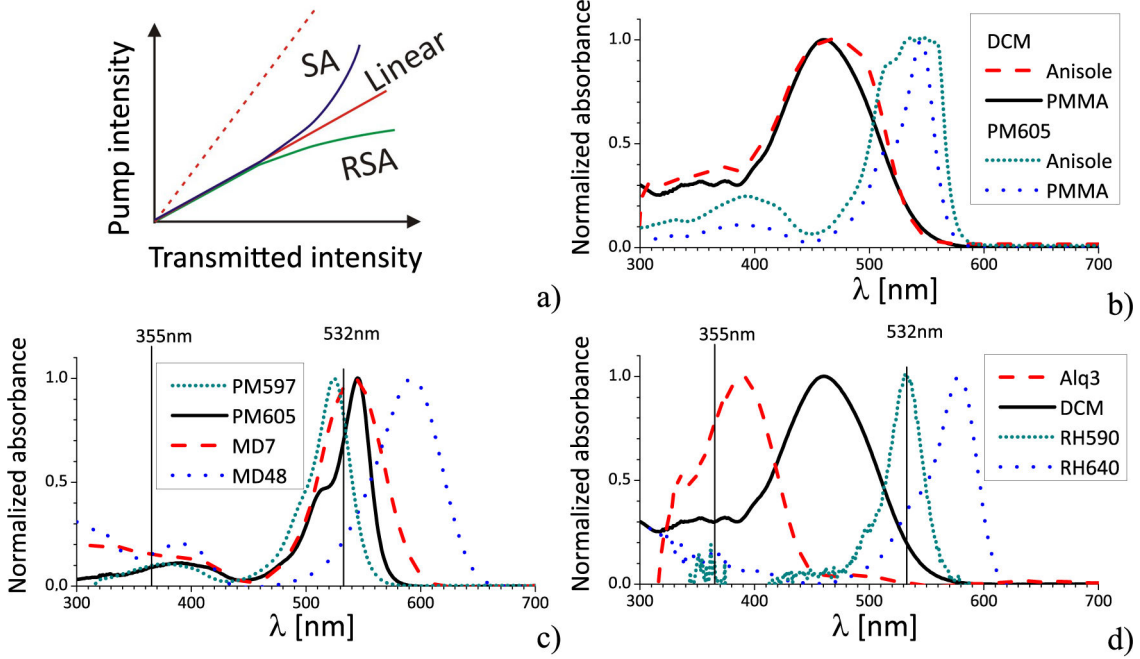 Pump intensity
SA
Linear
RSA
Transmitted intensity
a)
Normalized absorbance
1.0
0.5
0.0
300 400 500 600 700
λ [nm]
DCM
Anisole
PMMA
PM605
Anisole
PMMA
b)
355nm
532nm
Normalized absorbance
1.0
0.5
0.0
300 400 500 600 700
λ [nm]
PM597
PM605
MD7
MD48
c)
355nm
532nm
Normalized absorbance
1.0
0.5
0.0
300 400 500 600 700
λ [nm]
Alq3
DCM
RH590
RH640
d)